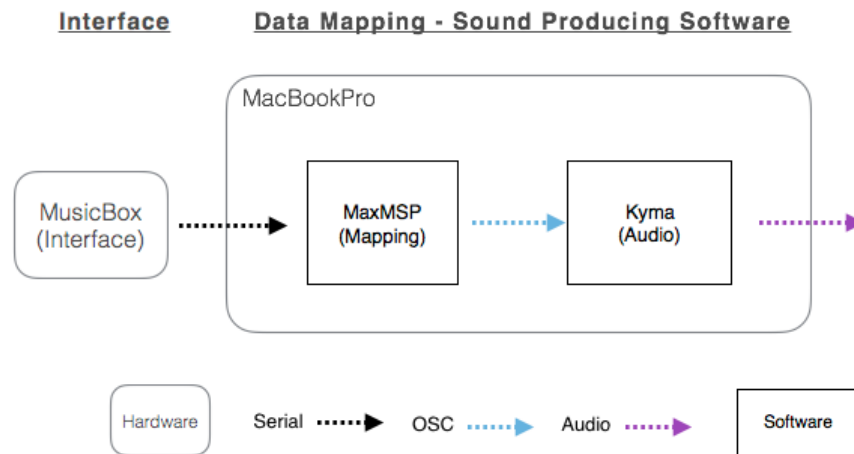 Interface
Data Mapping - Sound Producing Software
MacBookPro
MusicBox
(Interface)
MaxMSP
(Mapping)
Kyma
(Audio)
Hardware
Serial
OSC
Audio
Software